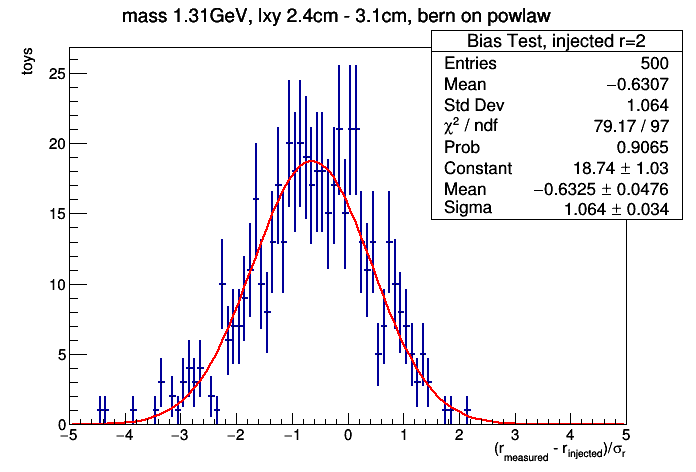 mass 1.31GeV, lxy 2.4cm - 3.1cm, bern on powlaw
Bias Test, injected r=2
Entries 500
Mean −0.6307
Std Dev 1.064
χ² / ndf 79.17 / 97
Prob 0.9065
Constant 18.74 ± 1.03
Mean −0.6325 ± 0.0476
Sigma 1.064 ± 0.034
toys
25
20
15
10
5
0
−5 −4 −3 −2 −1 0 1 2 3 4 5
(r_measured - r_injected)/σ_r